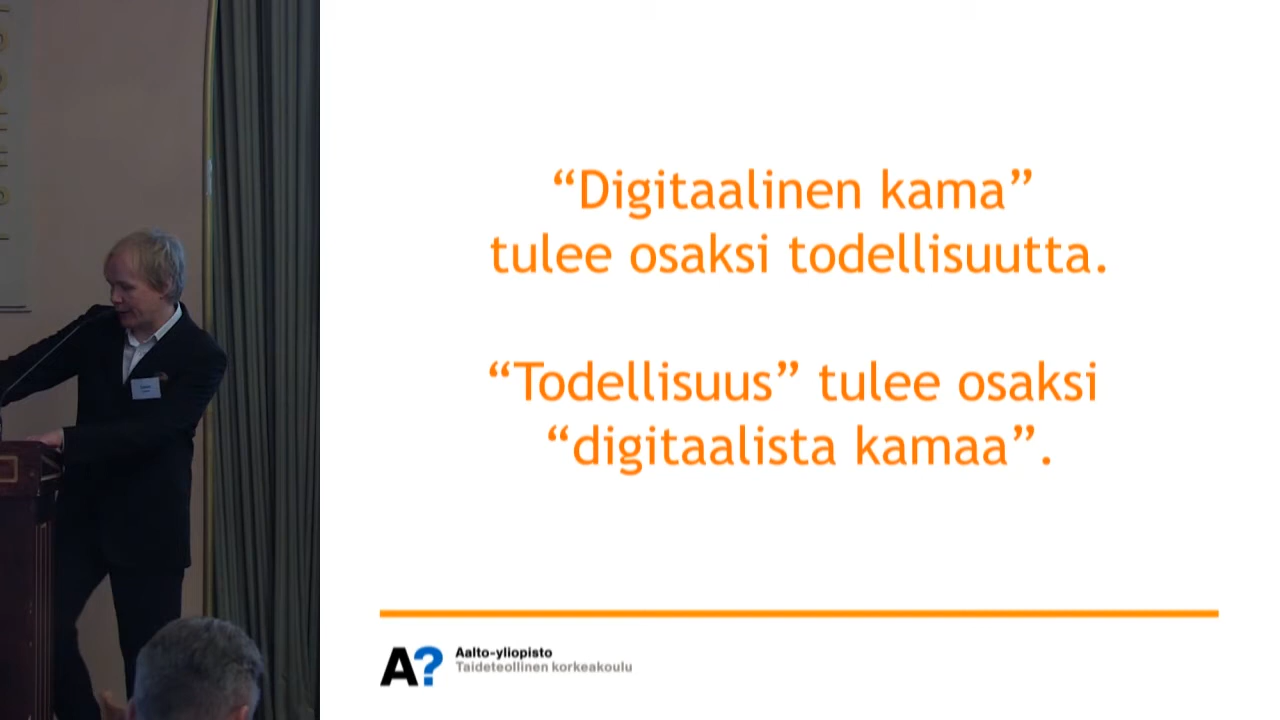 “Digitaalinen kama”
tulee osaksi todellisuutta.
“Todellisuus” tulee osaksi
“digitaalista kamaa”.
A?
Aalto-yliopisto
Taideteollinen korkeakoulu